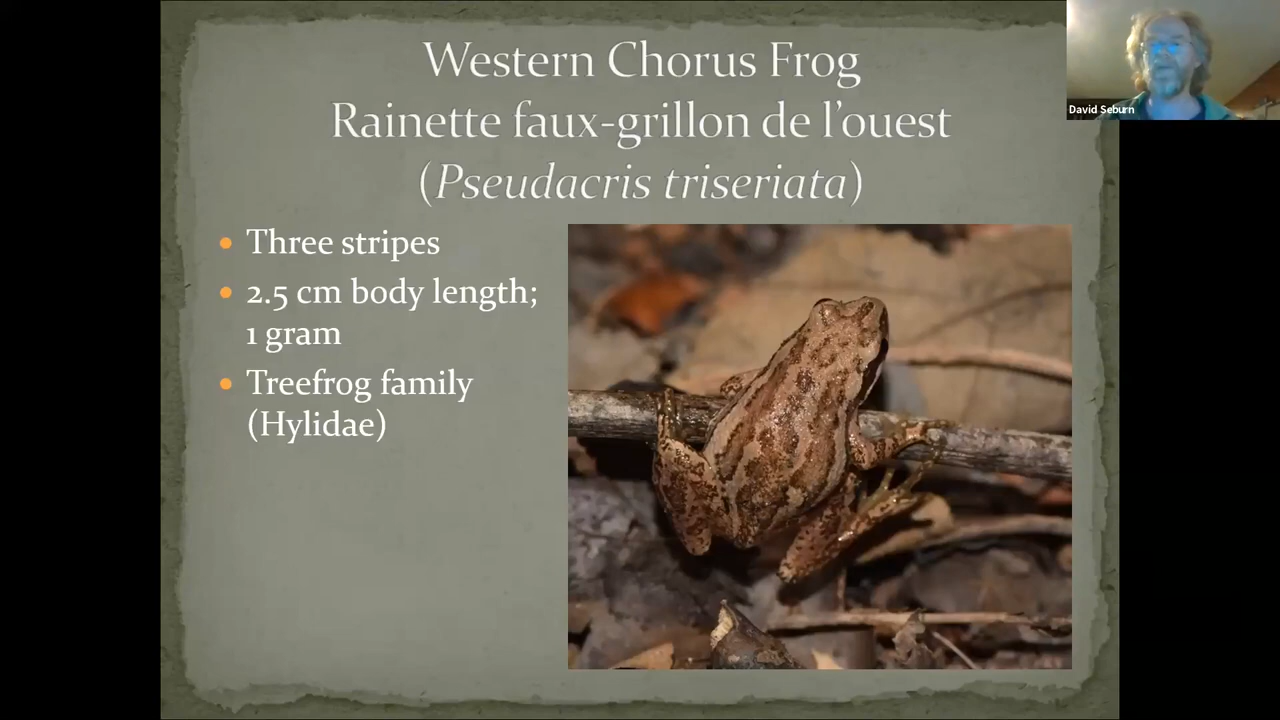 Western Chorus Frog
Rainette faux-grillon de l'ouest
(Pseudacris triseriata)
David Seburn
• Three stripes
• 2.5 cm body length;
1 gram
• Treefrog family
(Hylidae)